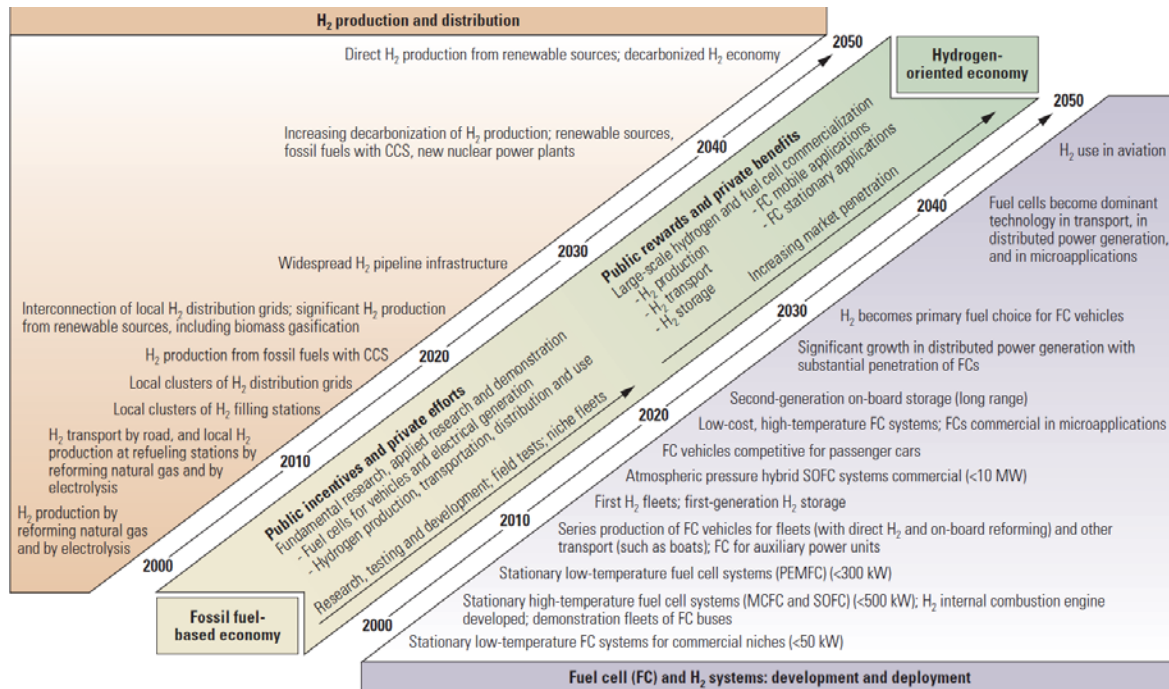 H₂ production and distribution
Direct H₂ production from renewable sources; decarbonized H₂ economy
Increasing decarbonization of H₂ production; renewable sources,
fossil fuels with CCS, new nuclear power plants
Widespread H₂ pipeline infrastructure
Interconnection of local H₂ distribution grids; significant H₂ production
from renewable sources, including biomass gasification
H₂ production from fossil fuels with CCS
Local clusters of H₂ distribution grids
Local clusters of H₂ filling stations
H₂ transport by road, and local H₂
production at refueling stations by
reforming natural gas and by
electrolysis
H₂ production by
reforming natural gas
and by electrolysis
2050
2040
2030
2020
2010
2000
Hydrogen-
oriented economy
Public rewards and private benefits
Large-scale hydrogen and fuel cell commercialization
- H₂ production
- H₂ transport
- H₂ storage
- FC mobile applications
- FC stationary applications
Increasing market penetration
Public incentives and private efforts
Fundamental research, applied research and demonstration
- Fuel cells for vehicles and electrical generation
- Hydrogen production, transportation, distribution and use
Research, testing and development; field tests; niche fleets
Fossil fuel-
based economy
2050
2040
2030
2020
2010
2000
H₂ use in aviation
Fuel cells become dominant
technology in transport, in
distributed power generation,
and in microapplications
H₂ becomes primary fuel choice for FC vehicles
Significant growth in distributed power generation with
substantial penetration of FCs
Second-generation on-board storage (long range)
Low-cost, high-temperature FC systems; FCs commercial in microapplications
FC vehicles competitive for passenger cars
Atmospheric pressure hybrid SOFC systems commercial (<10 MW)
First H₂ fleets; first-generation H₂ storage
Series production of FC vehicles for fleets (with direct H₂ and on-board reforming) and other
transport (such as boats); FC for auxiliary power units
Stationary low-temperature fuel cell systems (PEMFC) (<300 kW)
Stationary high-temperature fuel cell systems (MCFC and SOFC) (<500 kW); H₂ internal combustion engine
developed; demonstration fleets of FC buses
Stationary low-temperature FC systems for commercial niches (<50 kW)
Fuel cell (FC) and H₂ systems: development and deployment